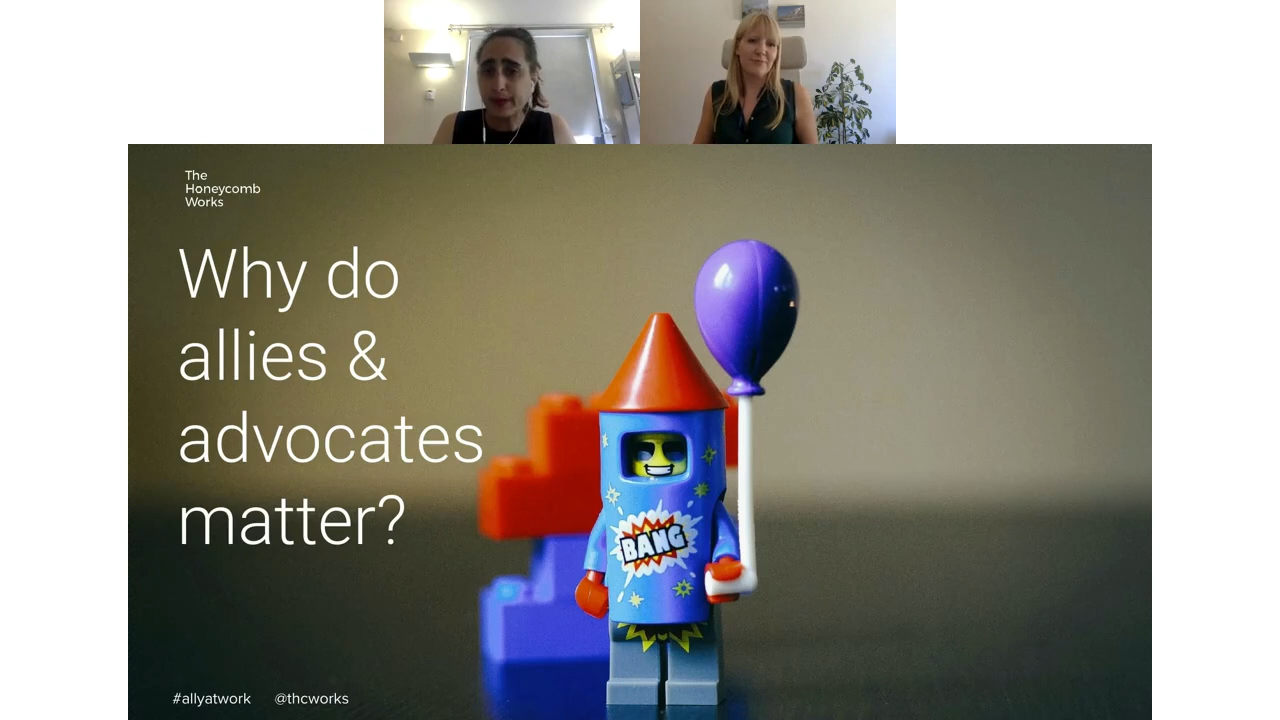 The
Honeycomb
Works
Why do
allies &
advocates
matter?
BANG
#allyatwork @thcworks